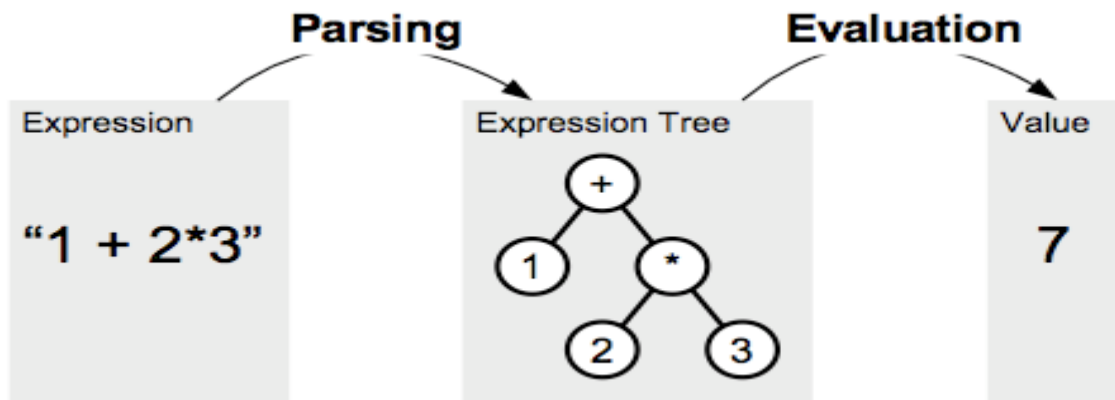 Parsing
Evaluation
Expression
Expression Tree
Value
+
“1 + 2*3”
1
*
7
2
3